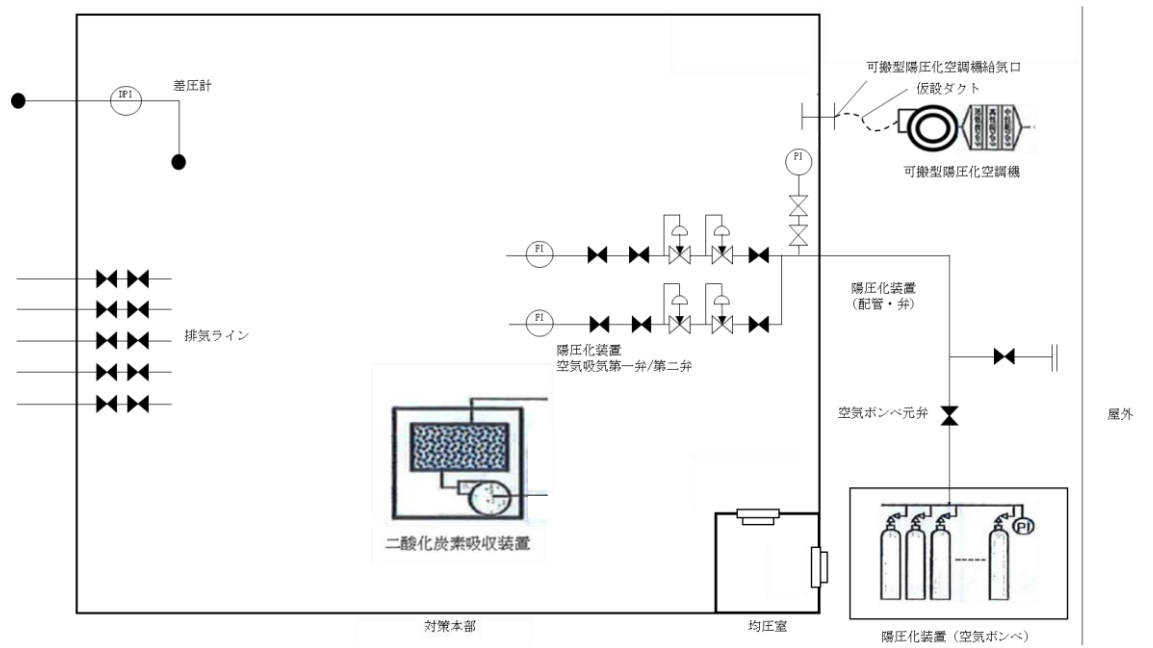 可搬型陽圧化空調機給気口
差圧計
仮設ダクト
DPI
PI
可搬型陽圧化空調機
FI
陽圧化装置
(配管・弁)
FI
排気ライン
陽圧化装置
空気吸気第一弁/第二弁
空気ボンベ元弁
屋外
PI
二酸化炭素吸収装置
対策本部
均圧室
陽圧化装置(空気ボンベ)